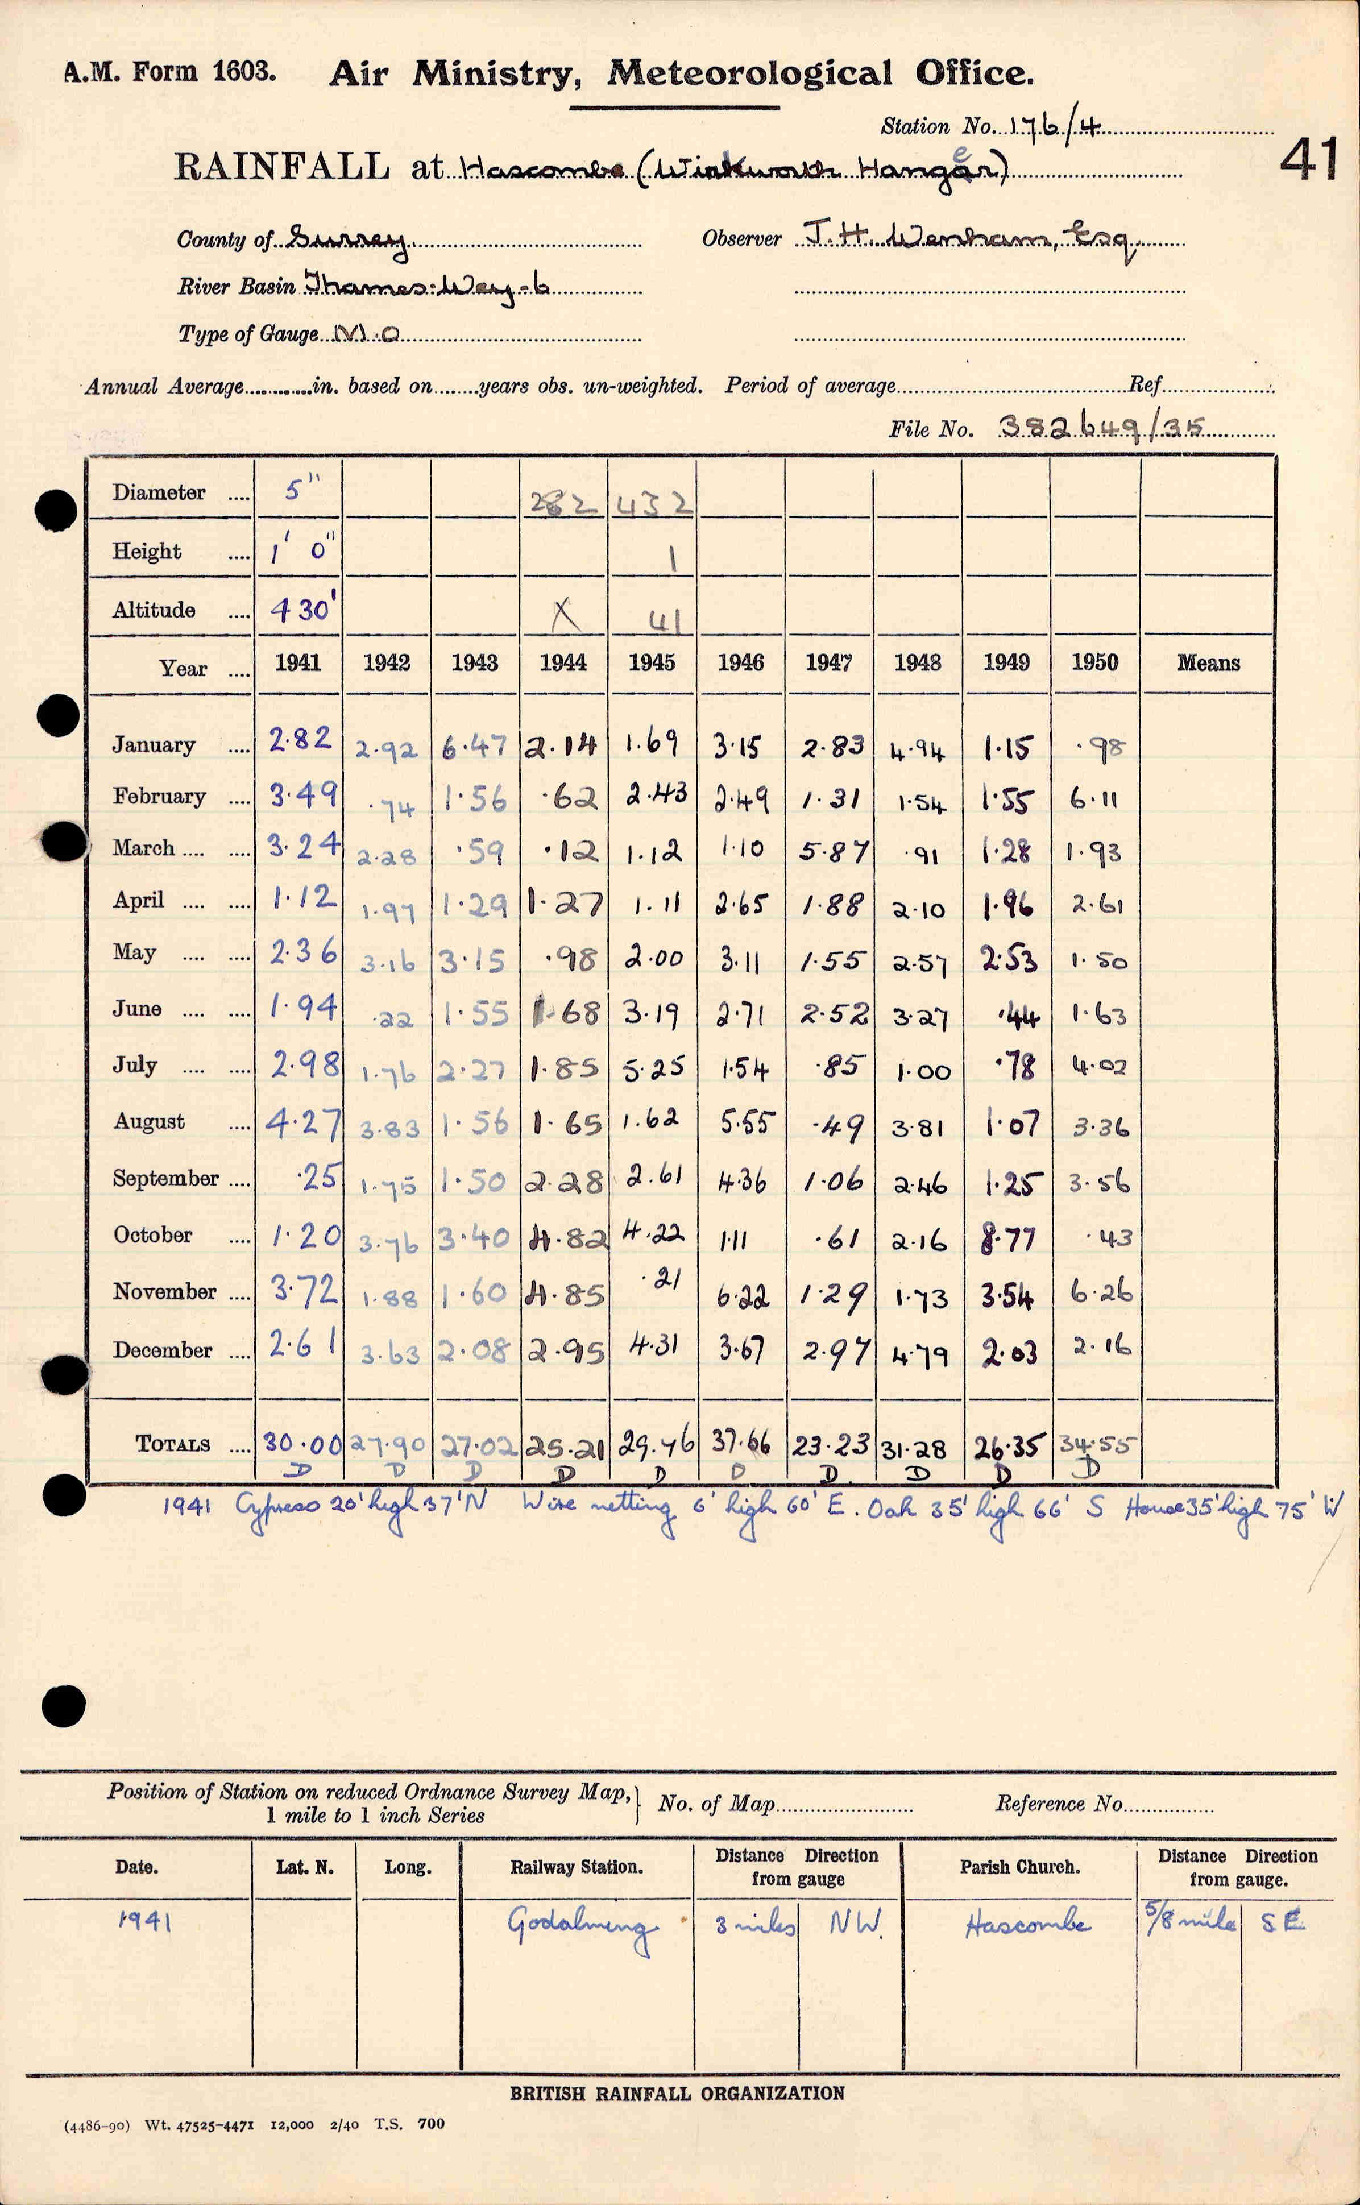 A.M. Form 1603. Air Ministry, Meteorological Office.
Station No. 176/4
41
RAINFALL at Hascombe (Winkworth Hanger)
County of Surrey Observer J.H. Wenham, Esq.
River Basin Thames-Wey-6
Type of Gauge M.O
Annual Average............in. based on.......years obs. un-weighted. Period of average.......... Ref..........
File No. 382649/35
Diameter .... 5" 282 432
Height .... 1' 0" 1
Altitude .... 430' X 41
Year .... 1941 1942 1943 1944 1945 1946 1947 1948 1949 1950 Means
January .... 2.82 2.92 6.47 2.14 1.69 3.15 2.83 4.94 1.15 .98
February .... 3.49 .74 1.56 .62 2.43 2.49 1.31 1.54 1.55 6.11
March .... .... 3.24 2.28 .59 .12 1.12 1.10 5.87 .91 1.28 1.93
April .... .... 1.12 1.97 1.29 1.27 1.11 2.65 1.88 2.10 1.96 2.61
May .... .... 2.36 3.16 3.15 .98 2.00 3.11 1.55 2.57 2.53 1.50
June .... .... 1.94 .22 1.55 1.68 3.19 2.71 2.52 3.27 .44 1.63
July .... .... 2.98 1.76 2.27 1.85 5.25 1.54 .85 1.00 .78 4.02
August .... 4.27 3.83 1.56 1.65 1.62 5.55 .49 3.81 1.07 3.36
September .... .25 1.75 1.50 2.28 2.61 4.36 1.06 2.46 1.25 3.56
October .... 1.20 3.76 3.40 4.82 4.22 1.11 .61 2.16 8.77 .43
November .... 3.72 1.88 1.60 4.85 .21 6.22 1.29 1.73 3.54 6.26
December .... 2.61 3.63 2.08 2.95 4.31 3.67 2.97 4.79 2.03 2.16
TOTALS .... 30.00 27.90 27.02 25.21 29.76 37.66 23.23 31.28 26.35 34.55
D D D D D D D D D D
1941 Cypress 20' high 37' N Wire netting 6' high 60' E. Oak 35' high 66' S House 35' high 75' W
Position of Station on reduced Ordnance Survey Map, } No. of Map.......... Reference No..........
1 mile to 1 inch Series
Date. Lat. N. Long. Railway Station. Distance Direction from gauge Parish Church. Distance Direction from gauge.
1941 Godalming 3 miles NW. Hascombe 5/8 mile SE
BRITISH RAINFALL ORGANIZATION
(4486-90) Wt. 47525-4471 12,000 2/40 T.S. 700